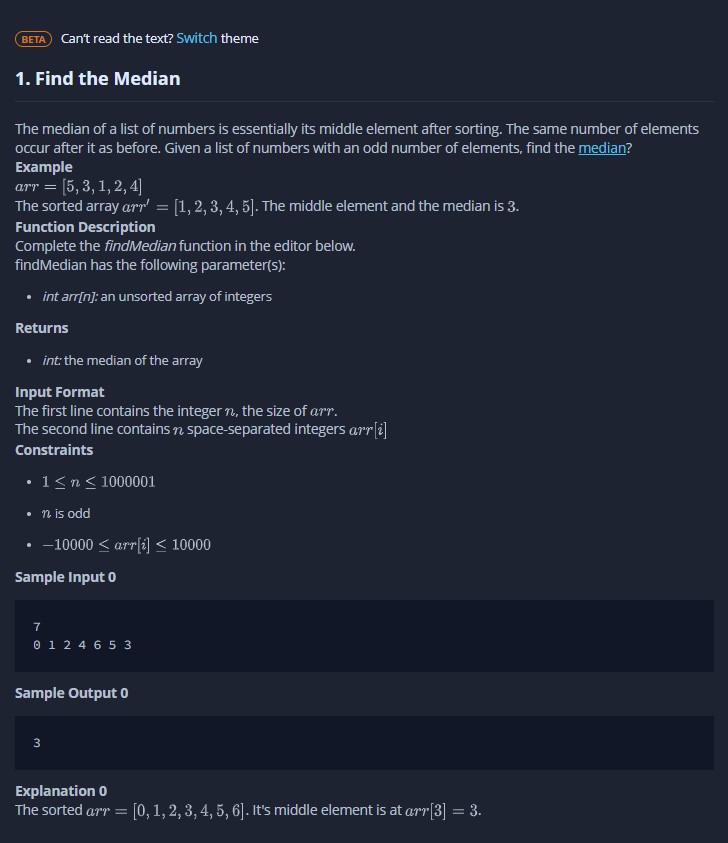 BETA Can't read the text? Switch theme
1. Find the Median
The median of a list of numbers is essentially its middle element after sorting. The same number of elements
occur after it as before. Given a list of numbers with an odd number of elements, find the median?
Example
arr = [5, 3, 1, 2, 4]
The sorted array arr′ = [1, 2, 3, 4, 5]. The middle element and the median is 3.
Function Description
Complete the findMedian function in the editor below.
findMedian has the following parameter(s):
• int arr[n]: an unsorted array of integers
Returns
• int: the median of the array
Input Format
The first line contains the integer n, the size of arr.
The second line contains n space-separated integers arr[i]
Constraints
• 1 ≤ n ≤ 1000001
• n is odd
• −10000 ≤ arr[i] ≤ 10000
Sample Input 0
7
0 1 2 4 6 5 3
Sample Output 0
3
Explanation 0
The sorted arr = [0, 1, 2, 3, 4, 5, 6]. It's middle element is at arr[3] = 3.